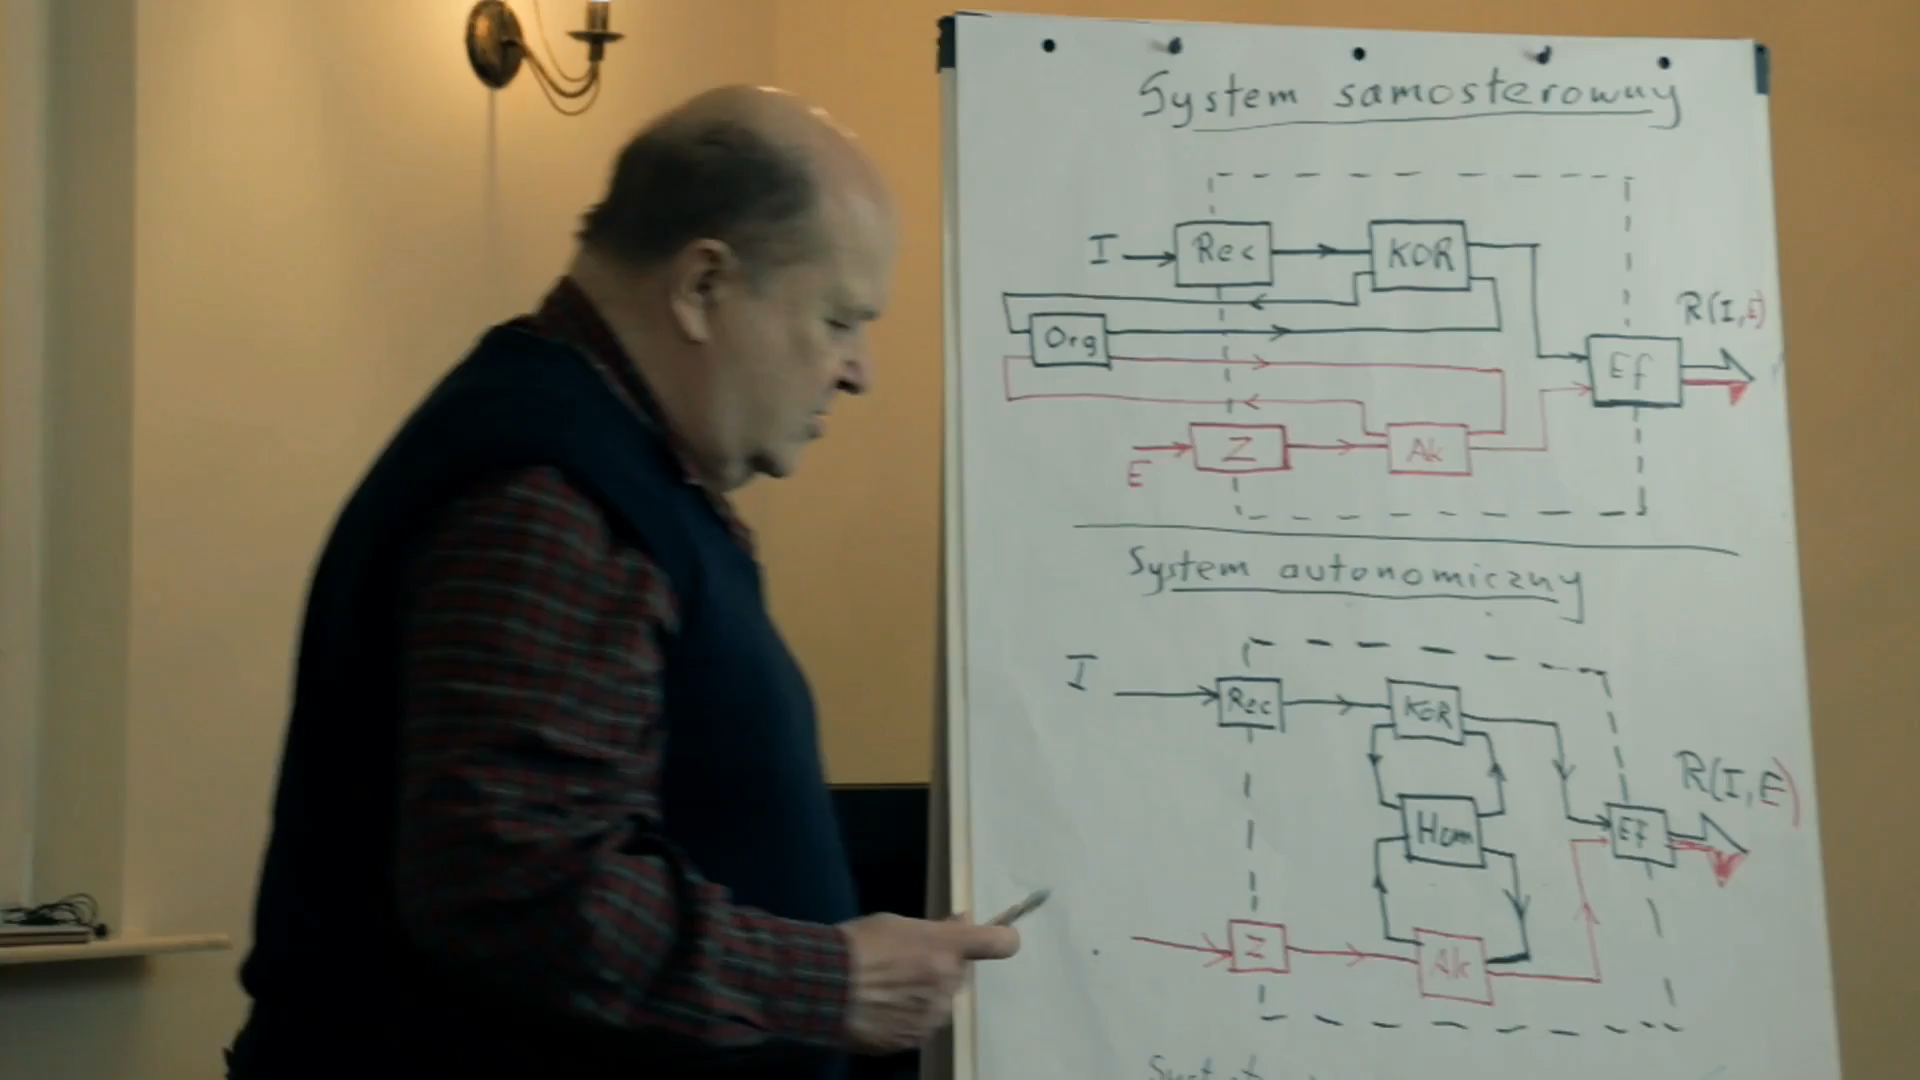 System samosterowny
I Rec KOR
R(I,E)
Org
Ef
E Z Ak
System autonomiczny
I Rec KOR
R(I,E)
Hom Ef
Z Ak